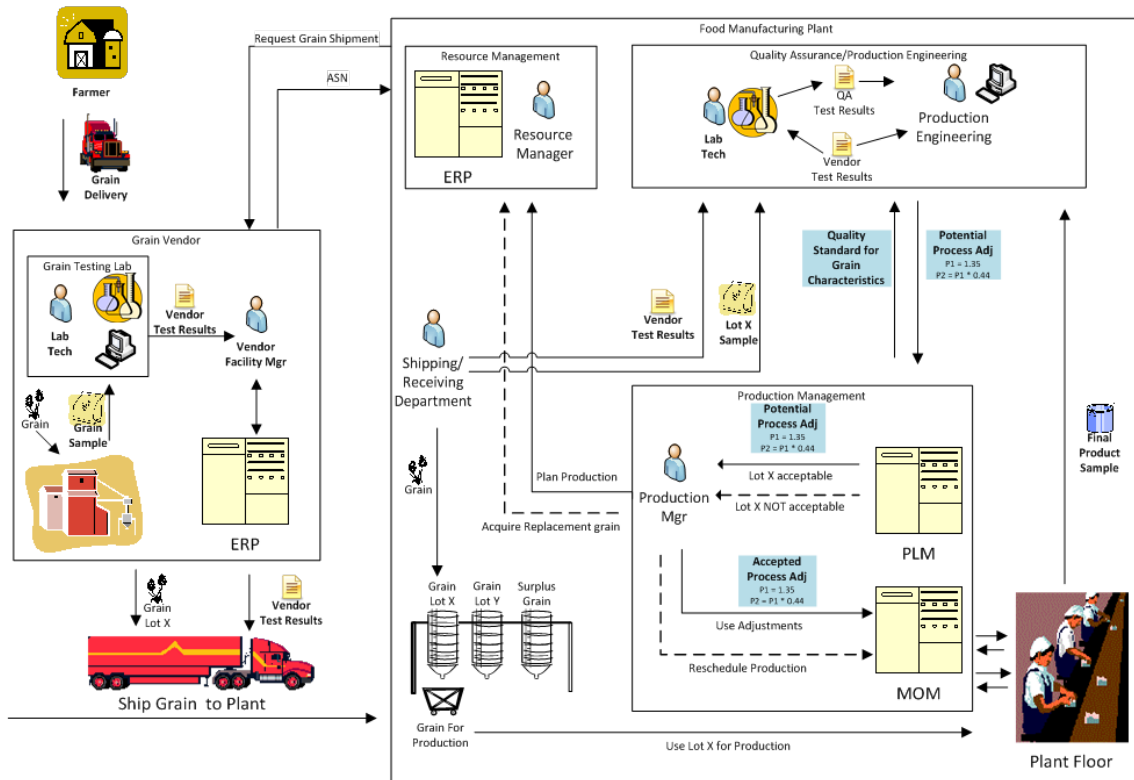 Food Manufacturing Plant
Request Grain Shipment
Resource Management
Quality Assurance/Production Engineering
ASN
Farmer
Resource
Manager
ERP
Lab
Tech
QA
Test Results
Production
Engineering
Vendor
Test Results
Grain
Delivery
Grain Vendor
Grain Testing Lab
Lab
Tech
Vendor
Test Results
Vendor
Facility Mgr
Grain
Grain
Sample
ERP
Quality
Standard for
Grain
Characteristics
Potential
Process Adj
P1 = 1.35
P2 = P1 * 0.44
Vendor
Test Results
Lot X
Sample
Shipping/
Receiving
Department
Grain
Plan Production
Acquire Replacement grain
Production Management
Potential
Process Adj
P1 = 1.35
P2 = P1 * 0.44
Lot X acceptable
Lot X NOT acceptable
Production
Mgr
PLM
Accepted
Process Adj
P1 = 1.35
P2 = P1 * 0.44
Use Adjustments
Reschedule Production
MOM
Final
Product
Sample
Grain
Lot X
Vendor
Test Results
Ship Grain to Plant
Grain
Lot X
Grain
Lot Y
Surplus
Grain
Grain For
Production
Use Lot X for Production
Plant Floor